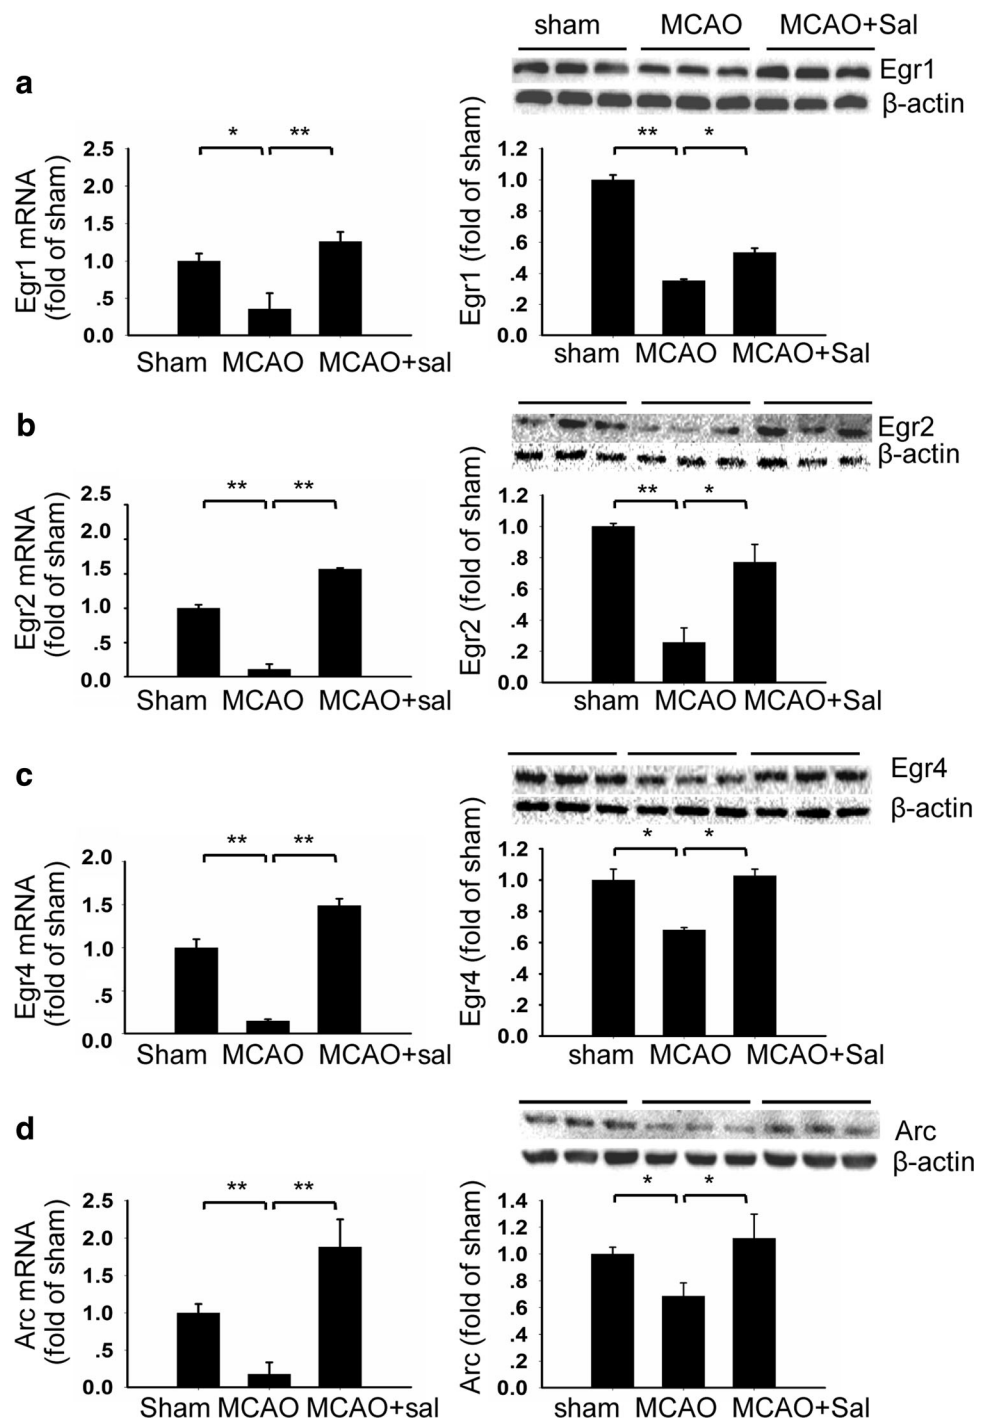 sham MCAO MCAO+Sal
a
Egr1
β-actin
Egr1 mRNA
(fold of sham)
2.5
2.0
1.5
1.0
.5
0.0
* **
Sham MCAO MCAO+sal
Egr1 (fold of sham)
1.2
1.0
.8
.6
.4
.2
0.0
** *
sham MCAO MCAO+Sal
b
Egr2
β-actin
Egr2 mRNA
(fold of sham)
2.5
2.0
1.5
1.0
.5
0.0
** **
Sham MCAO MCAO+sal
Egr2 (fold of sham)
1.2
1.0
.8
.6
.4
.2
0.0
** *
sham MCAO MCAO+Sal
c
Egr4
β-actin
Egr4 mRNA
(fold of sham)
2.0
1.5
1.0
.5
0.0
** **
Sham MCAO MCAO+sal
Egr4 (fold of sham)
1.2
1.0
.8
.6
.4
.2
0.0
* *
sham MCAO MCAO+Sal
d
Arc
β-actin
Arc mRNA
(fold of sham)
2.5
2.0
1.5
1.0
.5
0.0
** **
Sham MCAO MCAO+sal
Arc (fold of sham)
1.4
1.2
1.0
.8
.6
.4
.2
0.0
* *
sham MCAO MCAO+Sal